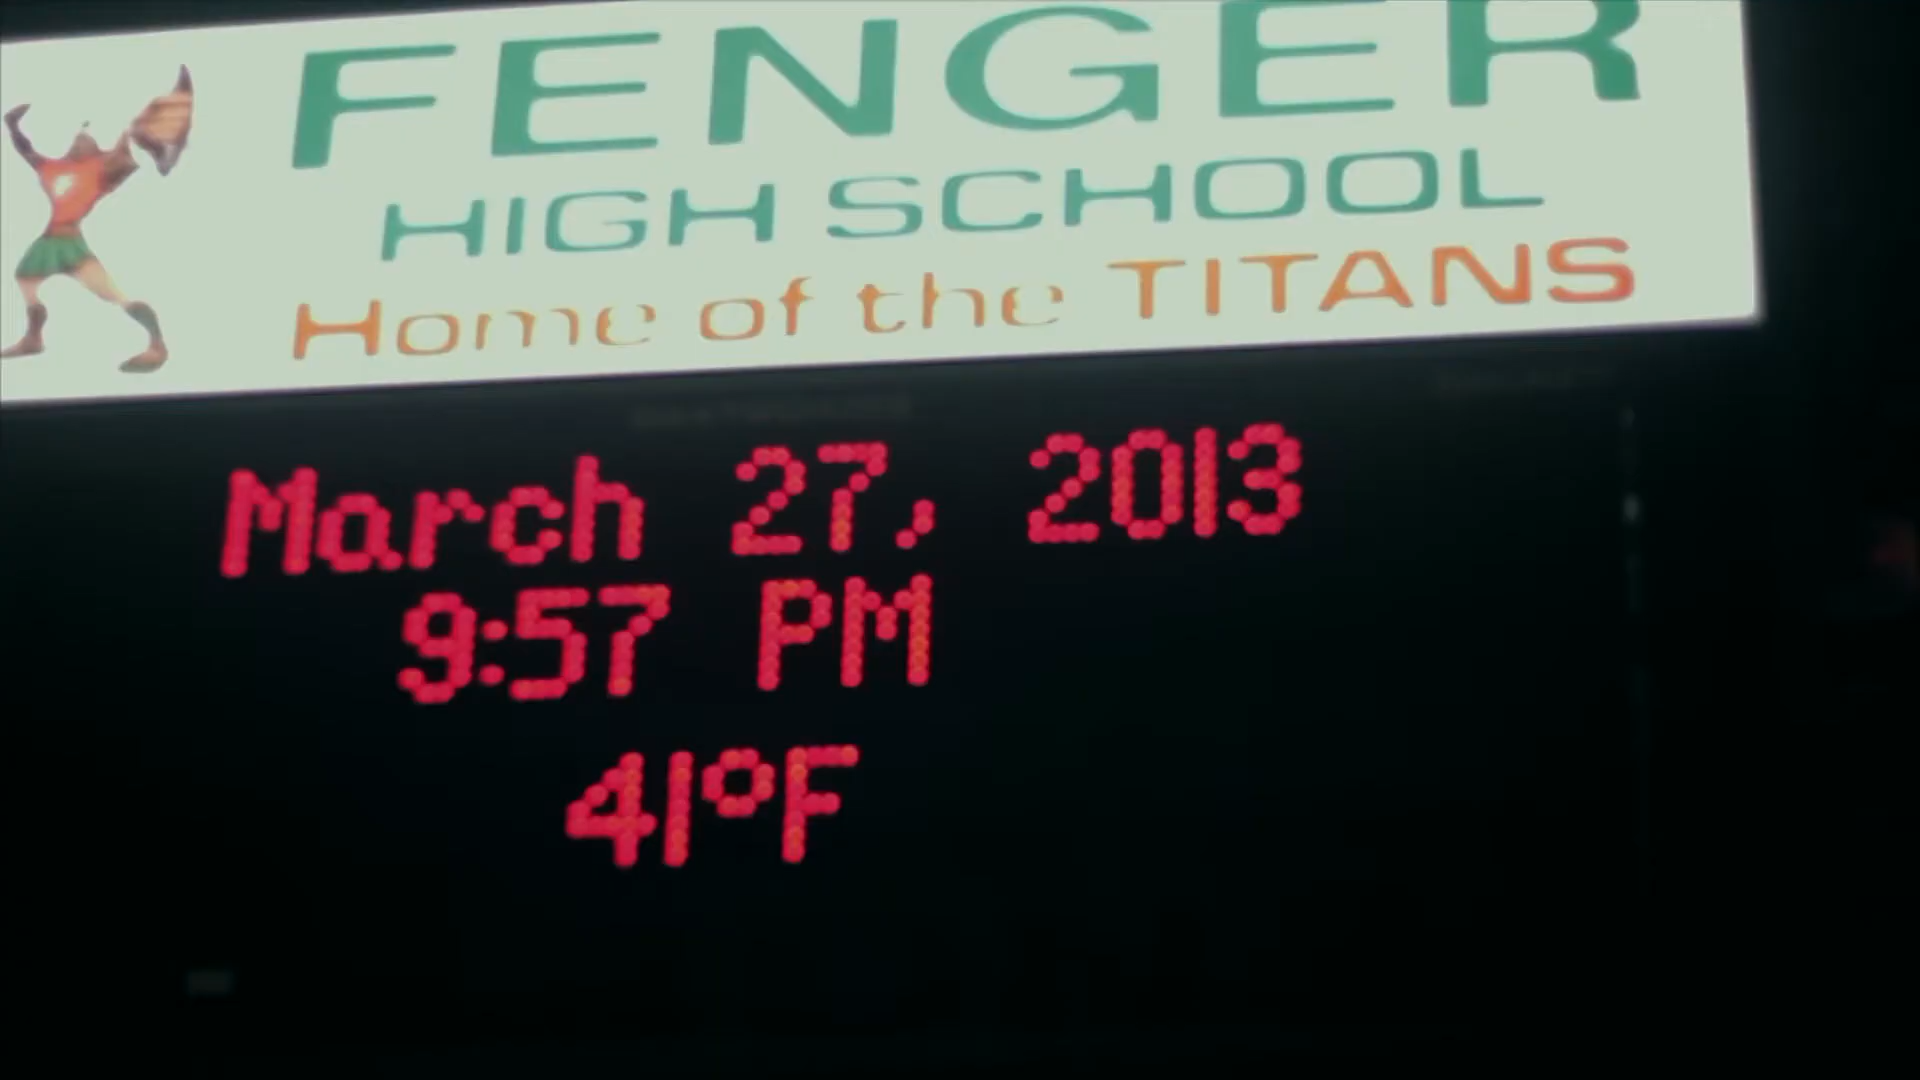 FENGER
HIGH SCHOOL
Home of the TITANS
March 27, 2013
9:57 PM
41°F